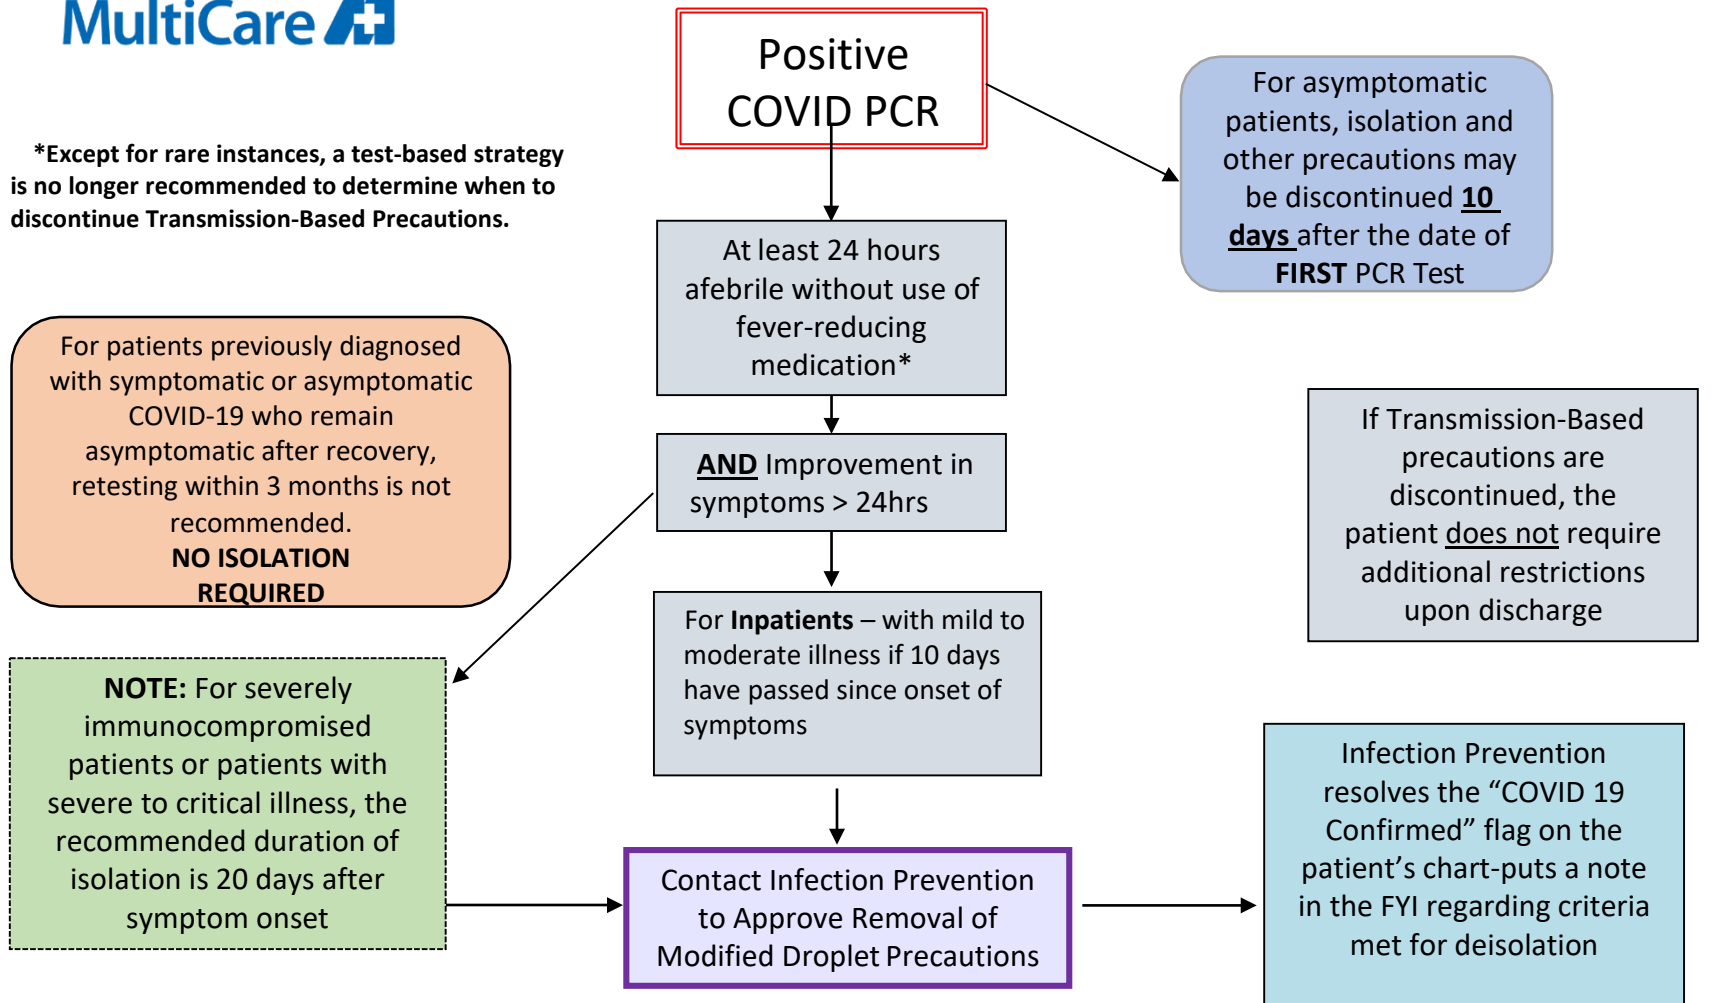 MultiCare
Positive
COVID PCR
For asymptomatic
patients, isolation and
other precautions may
be discontinued 10
days after the date of
FIRST PCR Test
*Except for rare instances, a test-based strategy
is no longer recommended to determine when to
discontinue Transmission-Based Precautions.
At least 24 hours
afebrile without use of
fever-reducing
medication*
For patients previously diagnosed
with symptomatic or asymptomatic
COVID-19 who remain
asymptomatic after recovery,
retesting within 3 months is not
recommended.
NO ISOLATION
REQUIRED
AND Improvement in
symptoms > 24hrs
If Transmission-Based
precautions are
discontinued, the
patient does not require
additional restrictions
upon discharge
For Inpatients – with mild to
moderate illness if 10 days
have passed since onset of
symptoms
NOTE: For severely
immunocompromised
patients or patients with
severe to critical illness, the
recommended duration of
isolation is 20 days after
symptom onset
Contact Infection Prevention
to Approve Removal of
Modified Droplet Precautions
Infection Prevention
resolves the “COVID 19
Confirmed” flag on the
patient’s chart-puts a note
in the FYI regarding criteria
met for deisolation